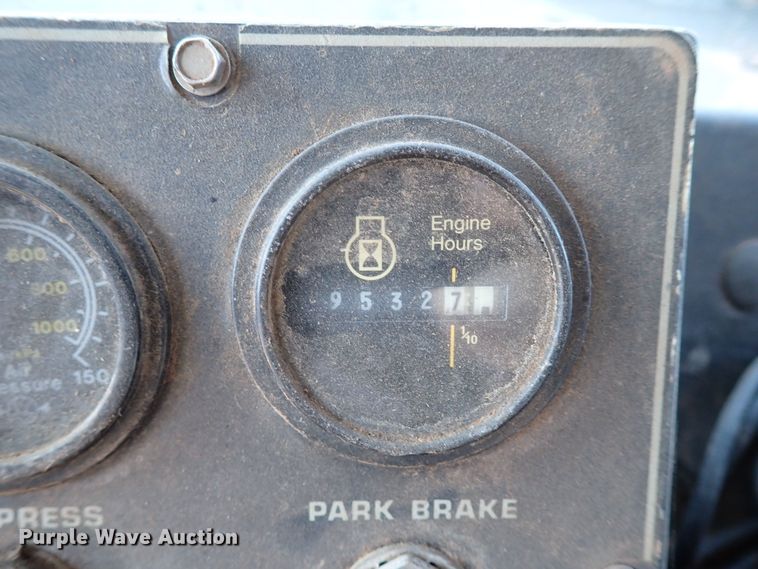 Engine
Hours
9 5 3 2 7
1/10
600
800
1000
kPa
Air
Pressure
150
PRESS
PARK BRAKE
Purple Wave Auction®